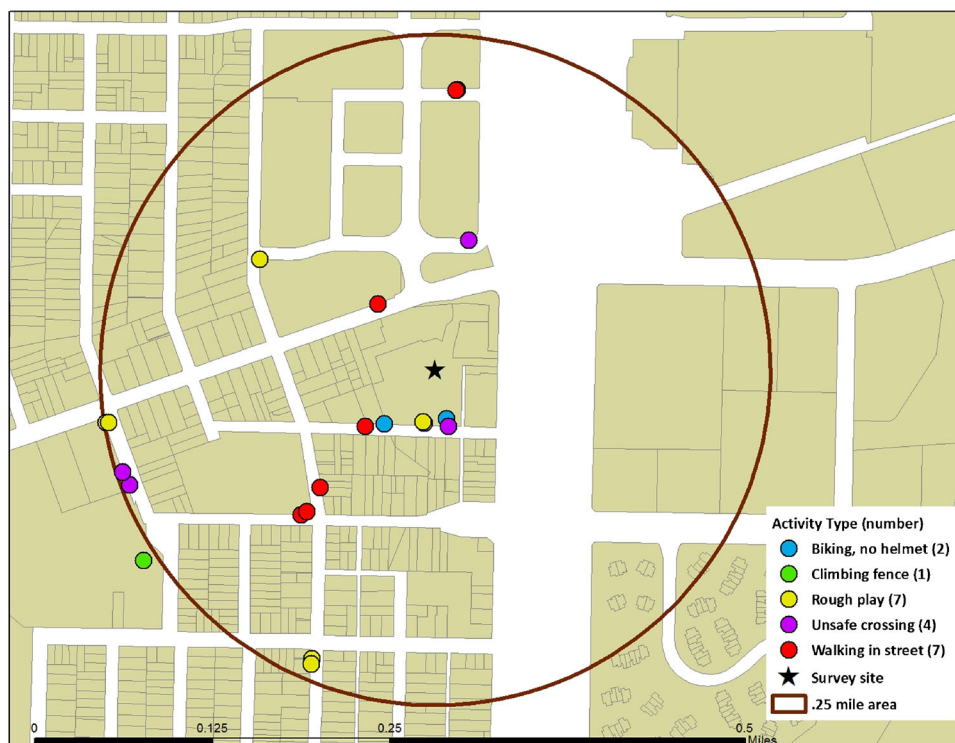 Activity Type (number)
Biking, no helmet (2)
Climbing fence (1)
Rough play (7)
Unsafe crossing (4)
Walking in street (7)
Survey site
.25 mile area
0 0.125 0.25 0.5
Miles